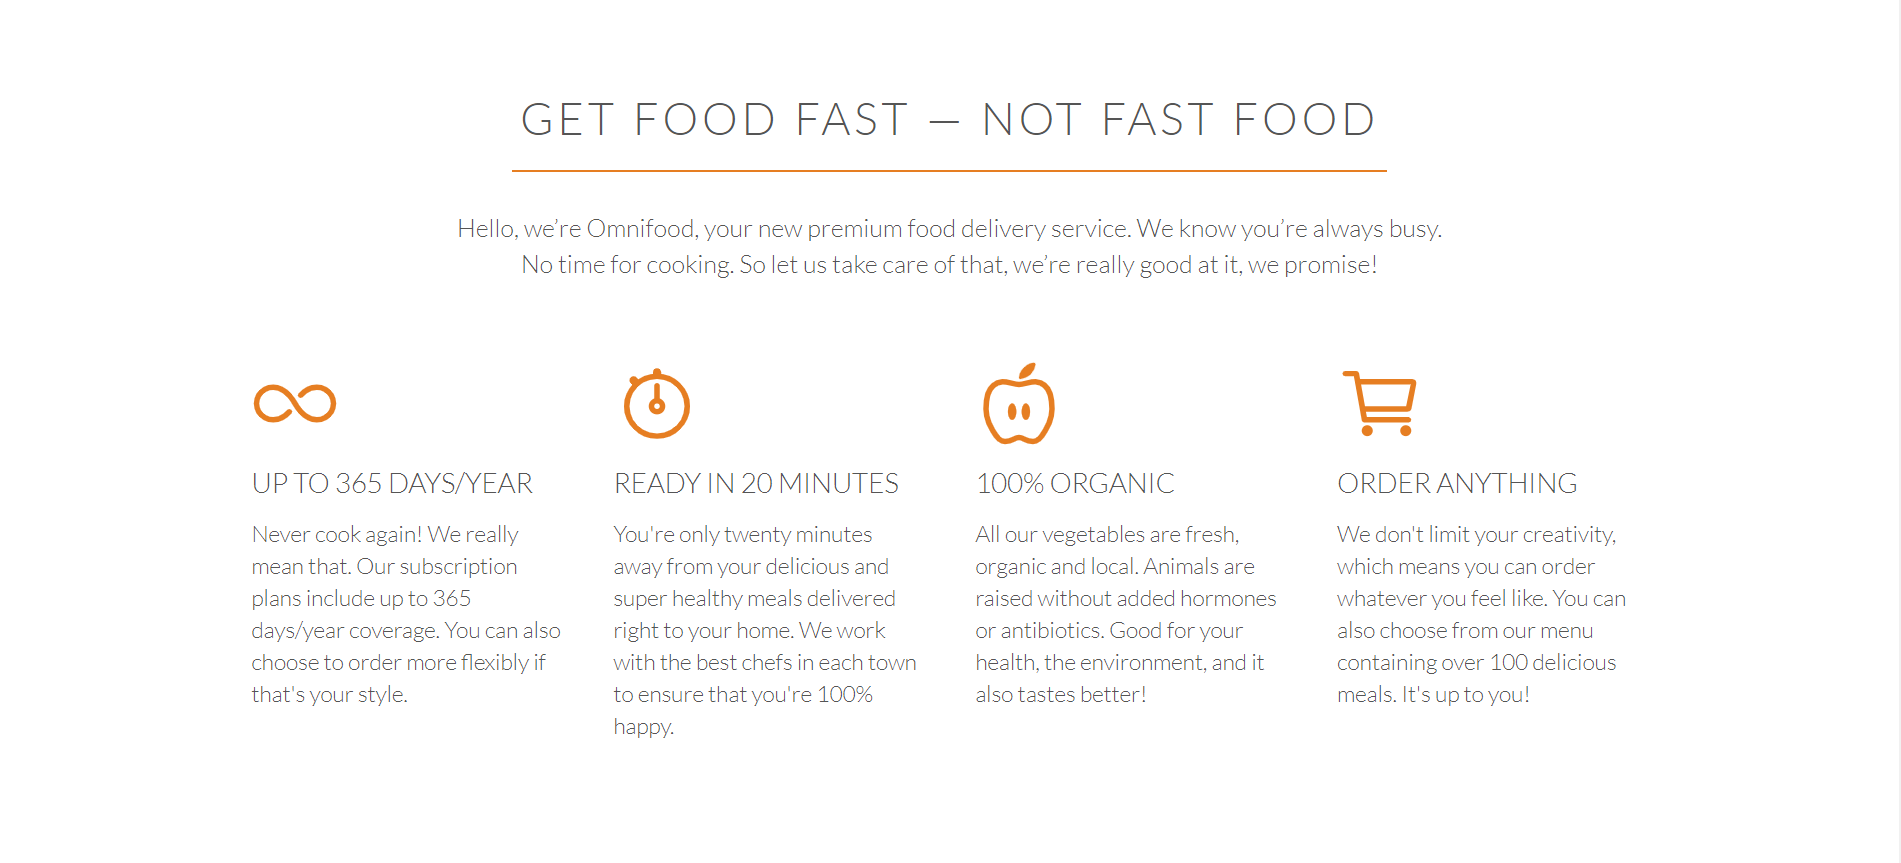 GET FOOD FAST — NOT FAST FOOD
Hello, we’re Omnifood, your new premium food delivery service. We know you’re always busy.
No time for cooking. So let us take care of that, we’re really good at it, we promise!
UP TO 365 DAYS/YEAR
Never cook again! We really
mean that. Our subscription
plans include up to 365
days/year coverage. You can also
choose to order more flexibly if
that's your style.
READY IN 20 MINUTES
You're only twenty minutes
away from your delicious and
super healthy meals delivered
right to your home. We work
with the best chefs in each town
to ensure that you're 100%
happy.
100% ORGANIC
All our vegetables are fresh,
organic and local. Animals are
raised without added hormones
or antibiotics. Good for your
health, the environment, and it
also tastes better!
ORDER ANYTHING
We don't limit your creativity,
which means you can order
whatever you feel like. You can
also choose from our menu
containing over 100 delicious
meals. It's up to you!